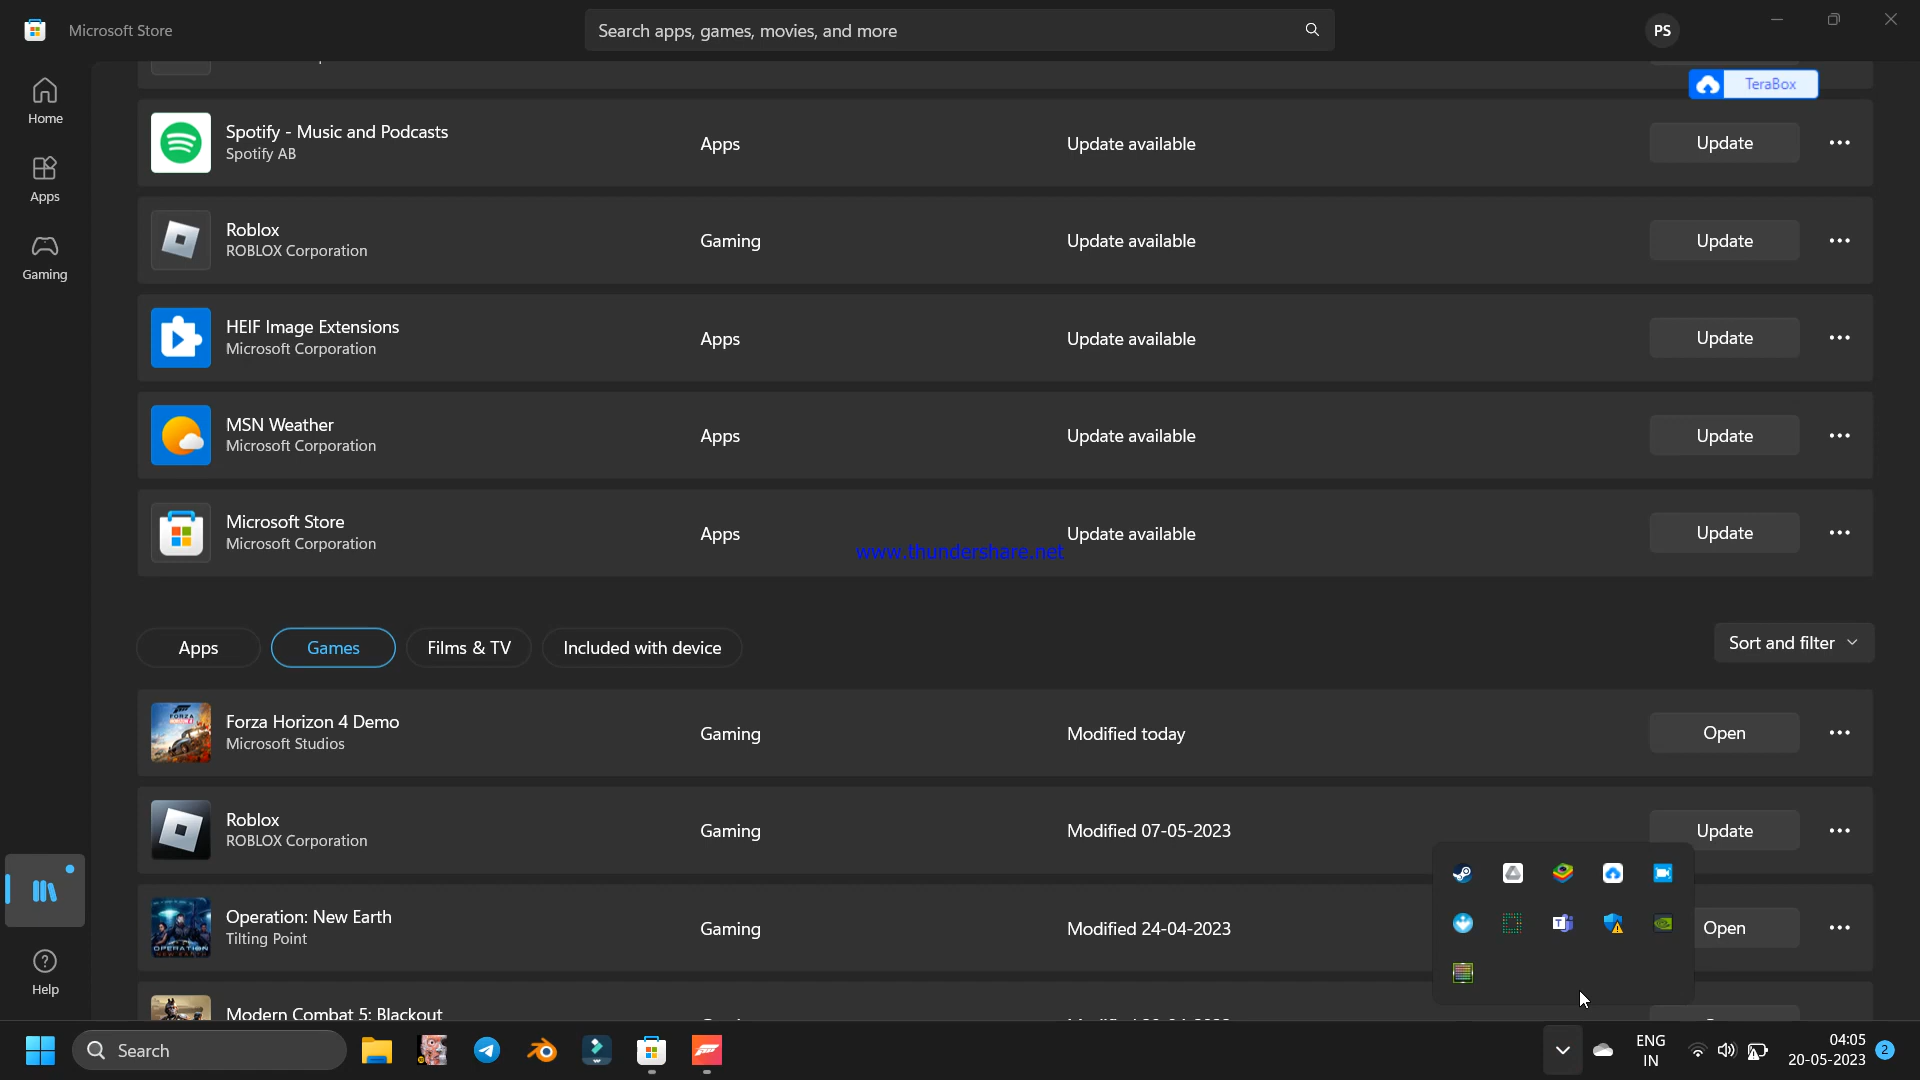 Microsoft Store
Search apps, games, movies, and more
PS
TeraBox
Home
Apps
Gaming
Help
Spotify - Music and Podcasts
Spotify AB
Apps
Update available
Update
Roblox
ROBLOX Corporation
Gaming
Update available
Update
HEIF Image Extensions
Microsoft Corporation
Apps
Update available
Update
MSN Weather
Microsoft Corporation
Apps
Update available
Update
Microsoft Store
Microsoft Corporation
Apps
Update available
Update
www.thundershare.net
Apps
Games
Films & TV
Included with device
Sort and filter
Forza Horizon 4 Demo
Microsoft Studios
Gaming
Modified today
Open
Roblox
ROBLOX Corporation
Gaming
Modified 07-05-2023
Update
Operation: New Earth
Tilting Point
Gaming
Modified 24-04-2023
Open
Modern Combat 5: Blackout
Search
ENG
IN
04:05
20-05-2023
2